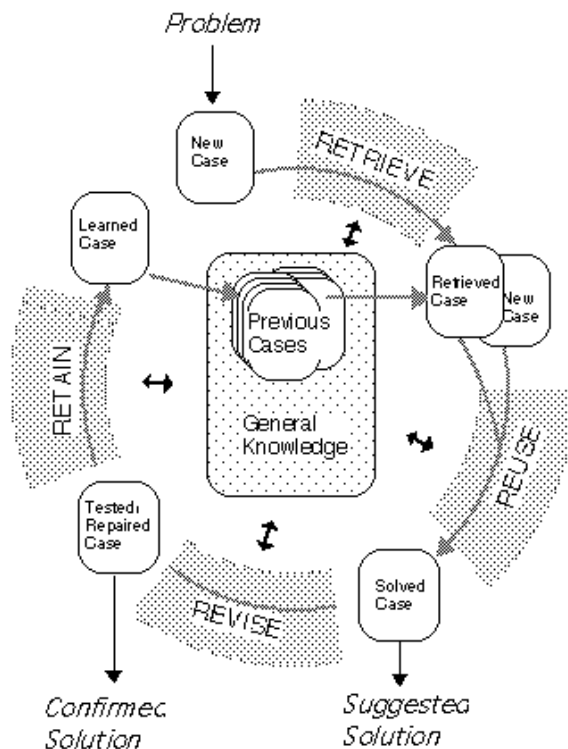 Problem
New
Case
RETRIEVE
Learned
Case
Retrieved
Case
New
Case
Previous
Cases
General
Knowledge
RETAIN
REUSE
Tested/
Repaired
Case
REVISE
Solved
Case
Confirmed
Solution
Suggested
Solution